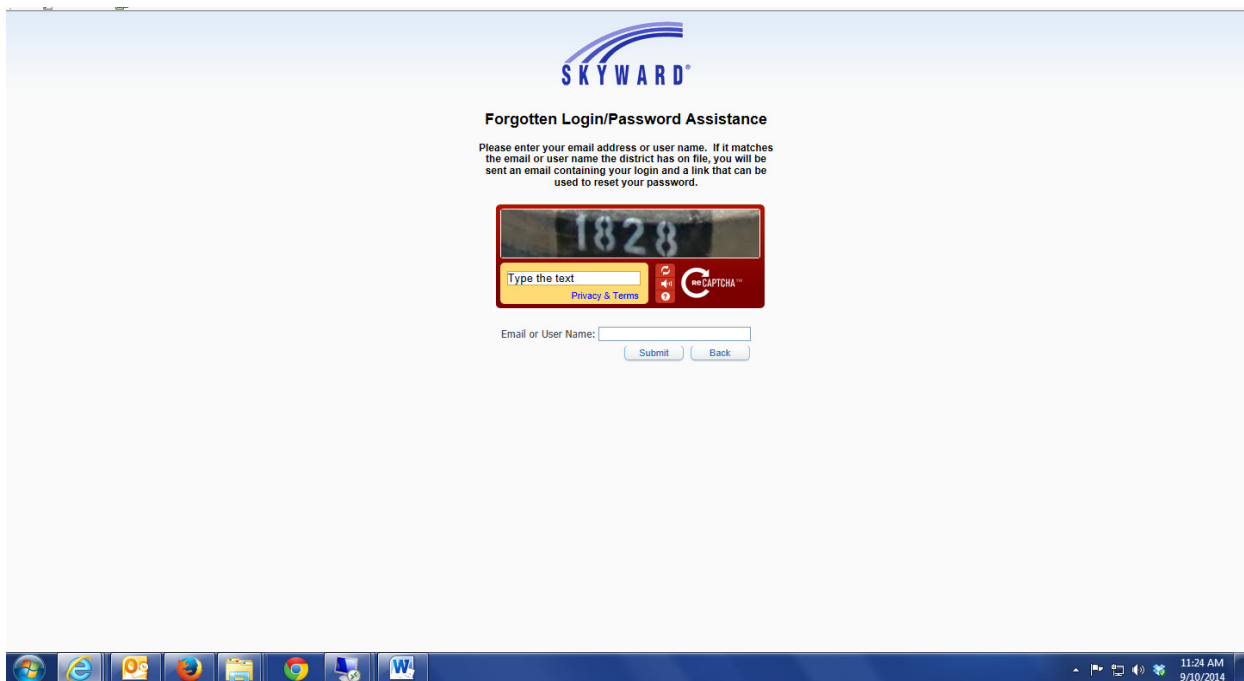 SKYWARD®
Forgotten Login/Password Assistance
Please enter your email address or user name. If it matches
the email or user name the district has on file, you will be
sent an email containing your login and a link that can be
used to reset your password.
1828
Type the text
Privacy & Terms
ReCAPTCHA™
Email or User Name:
Submit Back
11:24 AM
9/10/2014